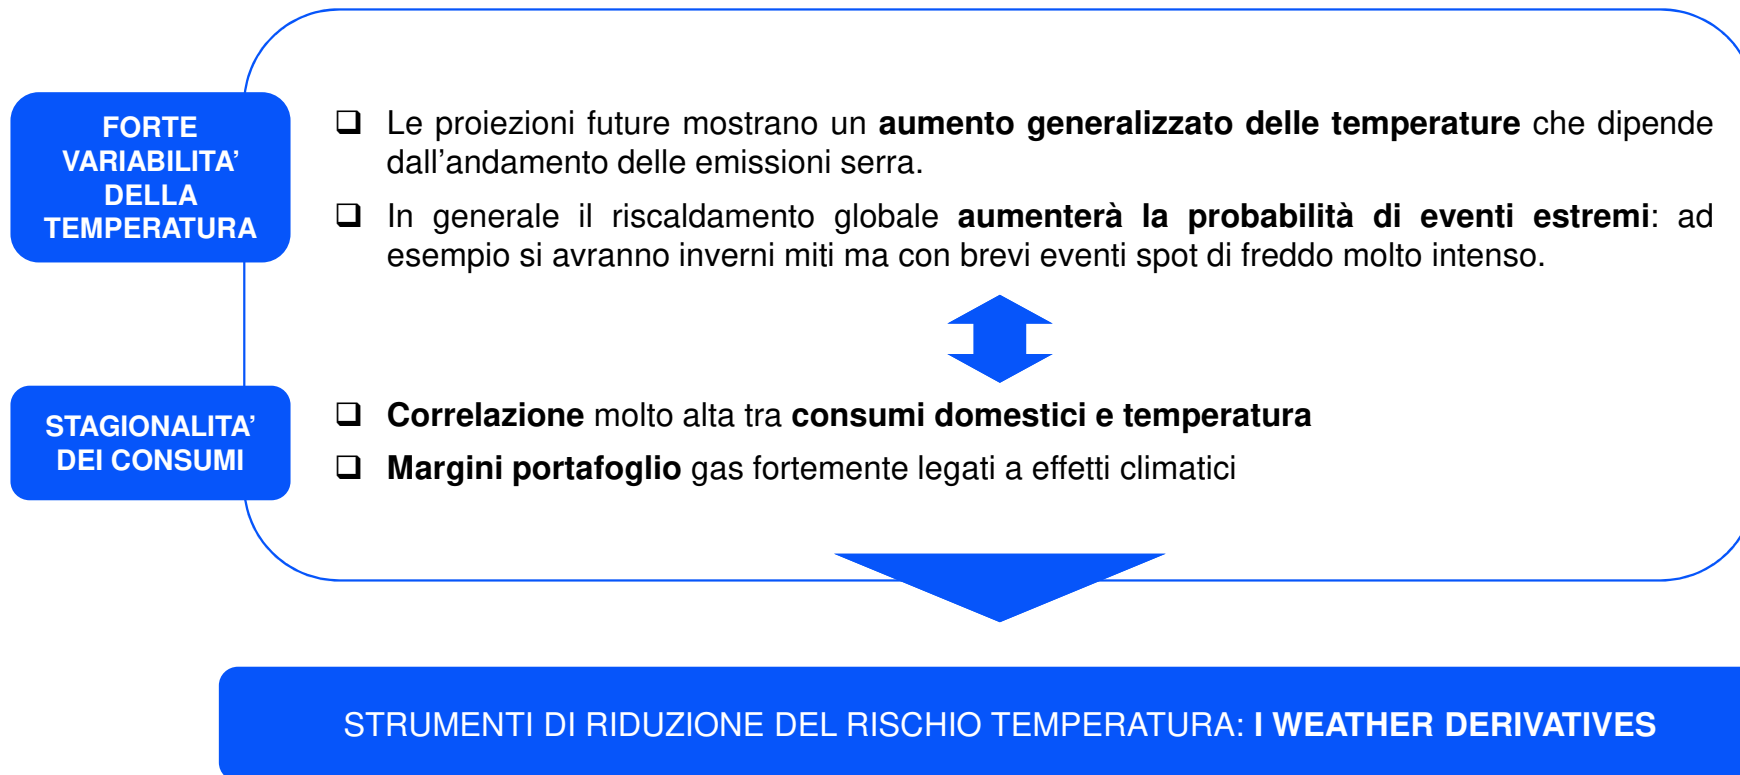 FORTE
VARIABILITA’
DELLA
TEMPERATURA
❑ Le proiezioni future mostrano un aumento generalizzato delle temperature che dipende
dall’andamento delle emissioni serra.
❑ In generale il riscaldamento globale aumenterà la probabilità di eventi estremi: ad
esempio si avranno inverni miti ma con brevi eventi spot di freddo molto intenso.
STAGIONALITA’
DEI CONSUMI
❑ Correlazione molto alta tra consumi domestici e temperatura
❑ Margini portafoglio gas fortemente legati a effetti climatici
STRUMENTI DI RIDUZIONE DEL RISCHIO TEMPERATURA: I WEATHER DERIVATIVES